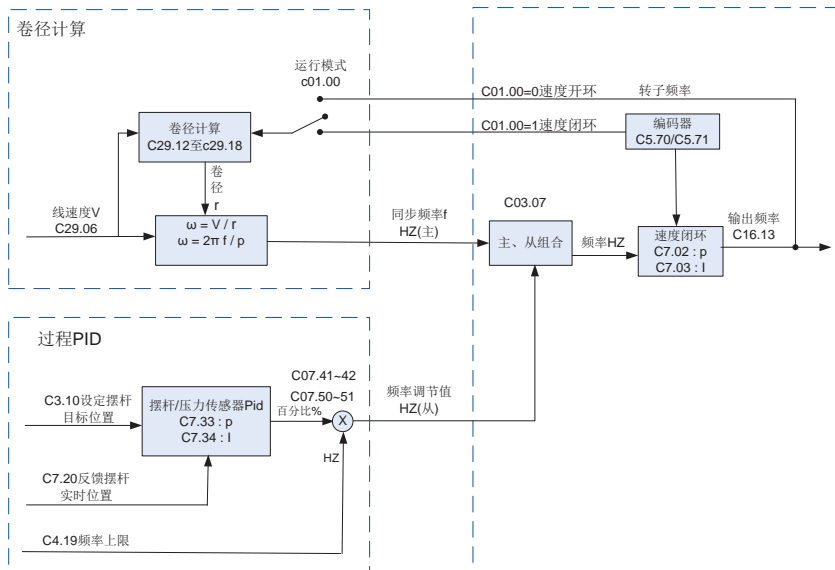 卷径计算
运行模式
c01.00
C01.00=0速度开环
转子频率
C01.00=1速度闭环
编码器
C5.70/C5.71
卷径计算
C29.12至c29.18
卷
径
r
线速度V
C29.06
ω = V / r
ω = 2π f / p
同步频率f
HZ(主)
C03.07
主、从组合
频率HZ
速度闭环
C7.02 : p
C7.03 : I
输出频率
C16.13
过程PID
C3.10设定摆杆
目标位置
摆杆/压力传感器Pid
C7.33 : p
C7.34 : I
C07.41~42
C07.50~51
百分比%
X
频率调节值
HZ(从)
HZ
C7.20反馈摆杆
实时位置
C4.19频率上限